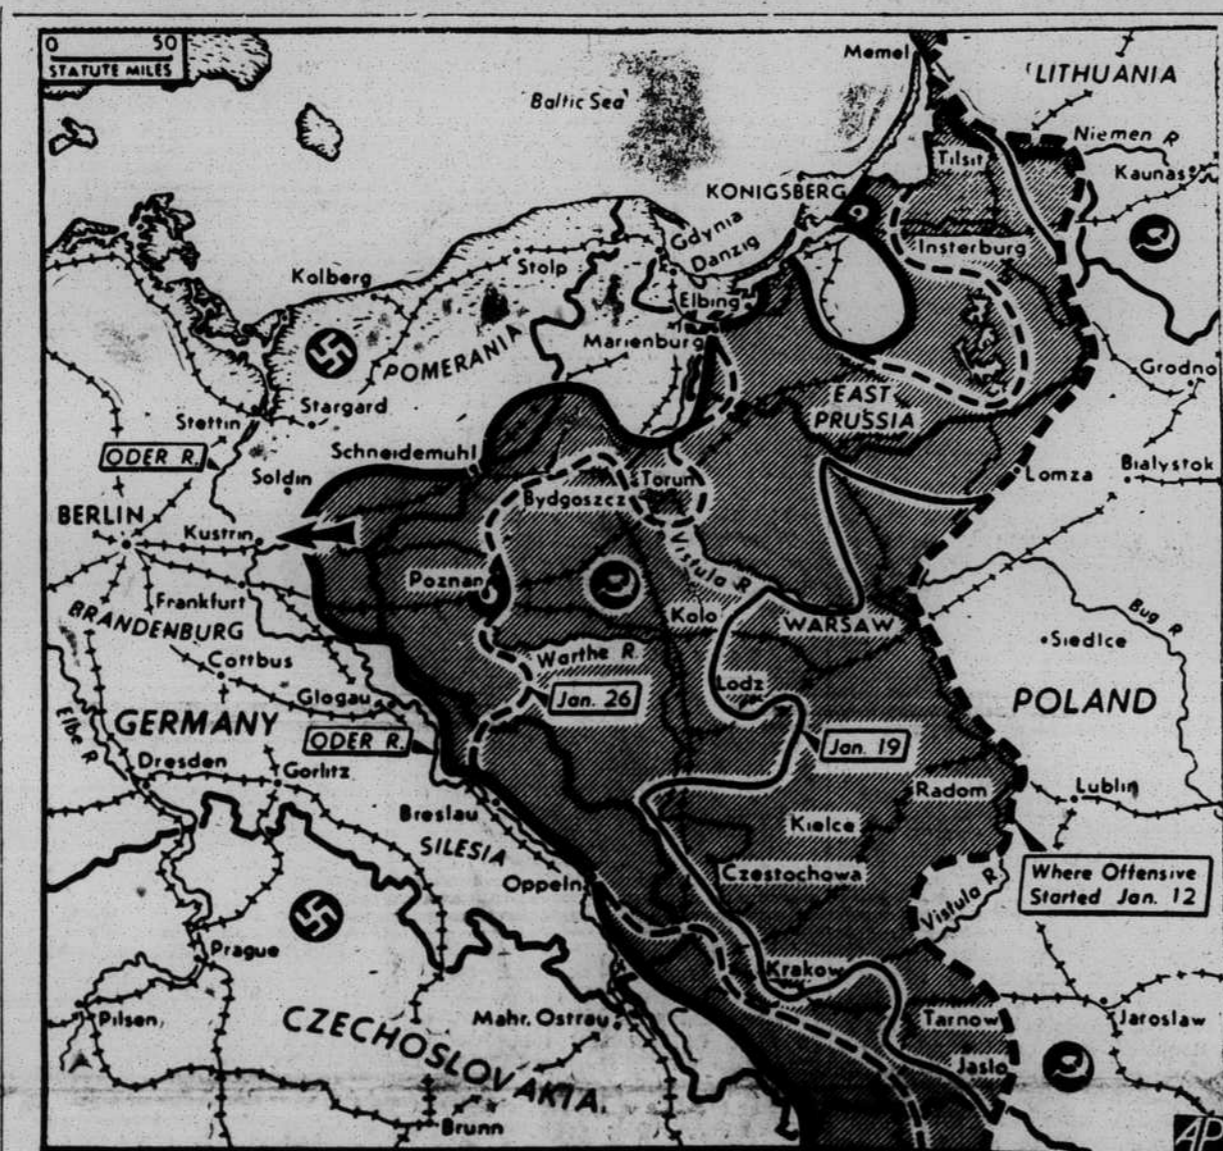 0 50
STATUTE MILES
Memel
LITHUANIA
Baltic Sea
Niemen R
Tilsit
Kaunas
KONIGSBERG
Gdynia
Danzig
Insterburg
Kolberg
Stolp
Elbing
Marienburg
POMERANIA
Grodno
EAST
PRUSSIA
Stettin
Stargard
ODER R.
Schneidemuhl
Soldin
Torun
Lomza
Bialystok
Bydgoszcz
BERLIN
Kustrin
Vistula R
Poznan
Frankfurt
Kolo
WARSAW
Bug R
BRANDENBURG
Siedlce
Warthe R.
Cottbus
Lodz
Glogau
Jan. 26
POLAND
GERMANY
Elbe R
ODER R.
Jan. 19
Dresden
Gorlitz
Radom
Lublin
Breslau
Kielce
SILESIA
Czestochowa
Oppeln
Where Offensive
Started Jan. 12
Vistula R
Prague
Krakow
Pilsen
CZECHOSLOVAKIA
Mahr. Ostrau
Tarnow
Jaroslaw
Jaslo
Brunn
AP